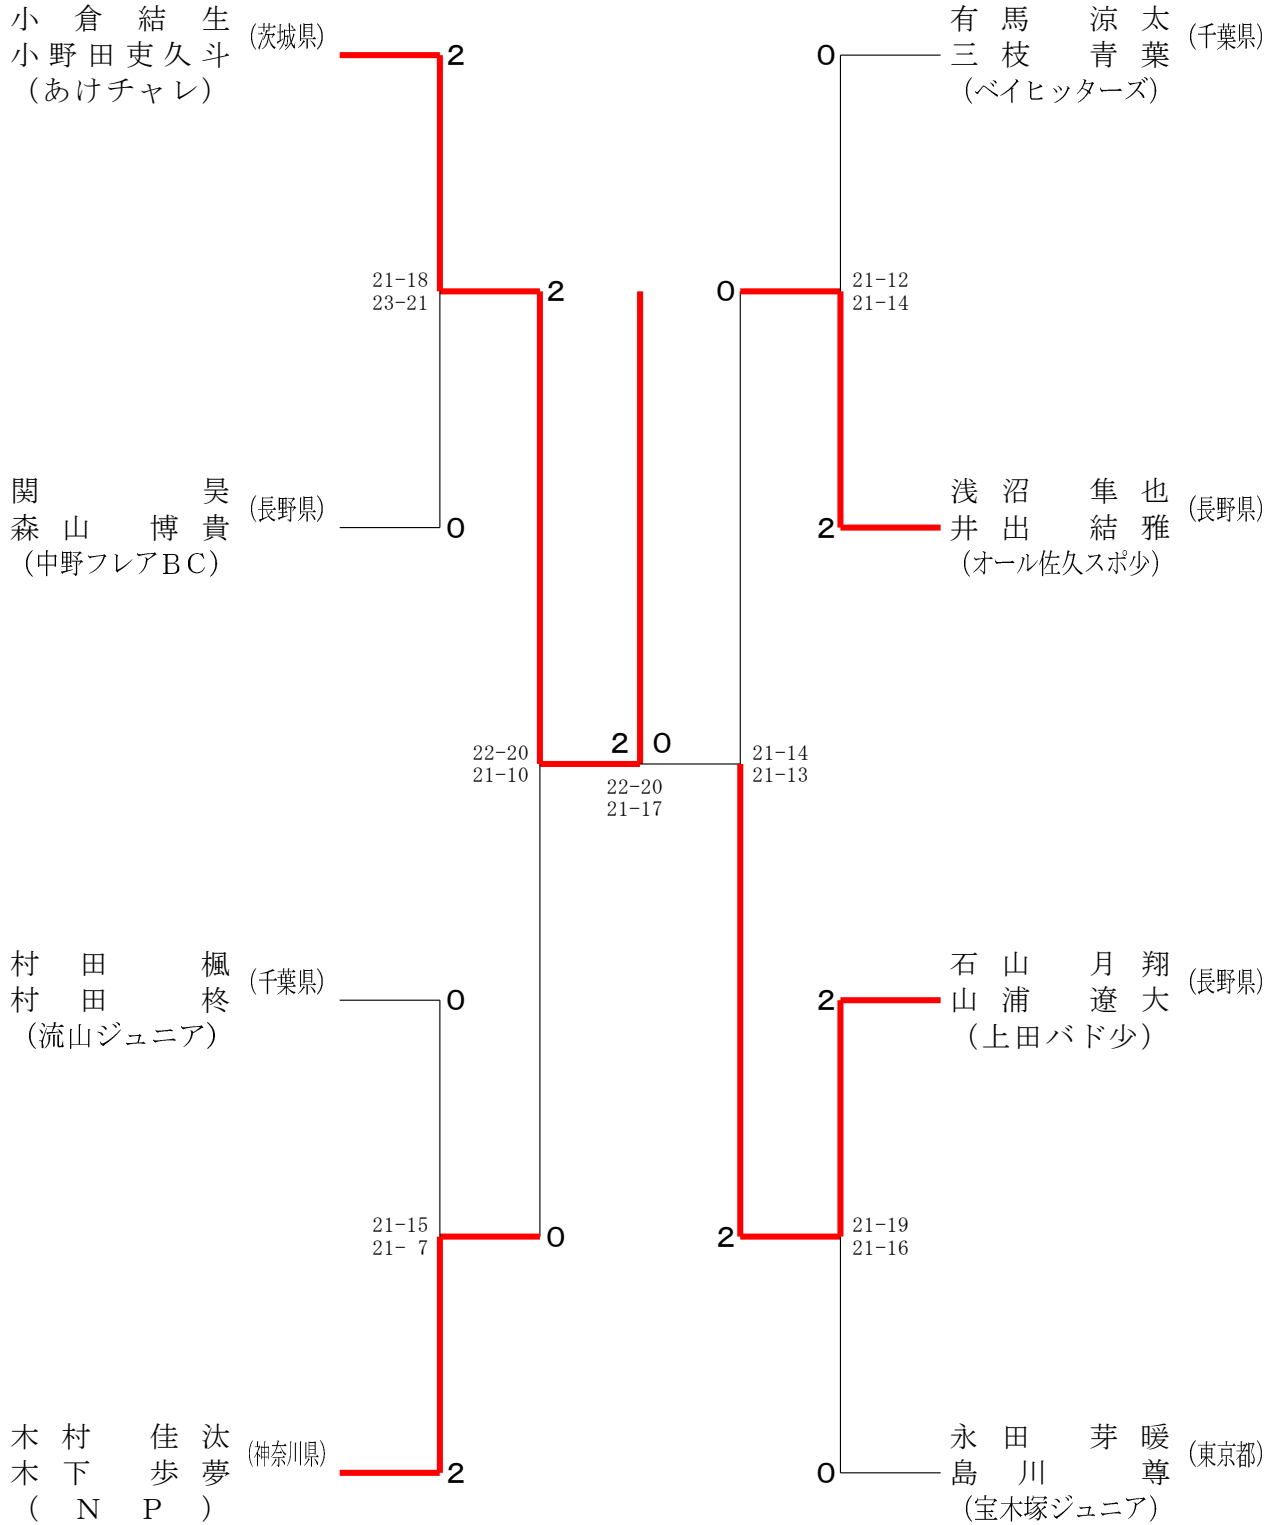 小倉結生
小野田吏久斗
(あけチャレ)
(茨城県)
2
21-18
23-21
2
関 昊
森山 博貴
(中野フレアBC)
(長野県)
0
22-20
21-10
村田 楓
村田 柊
(流山ジュニア)
(千葉県)
0
21-15
21- 7
0
木村 佳汰
木下 歩夢
(NP)
(神奈川県)
2
2 0
22-20
21-17
有馬 涼太
三枝 青葉
(ベイヒッターズ)
(千葉県)
0
0
21-12
21-14
浅沼 隼也
井出 結雅
(オール佐久スポ少)
(長野県)
2
21-14
21-13
石山 月翔
山浦 遼大
(上田バド少)
(長野県)
2
2
21-19
21-16
永田 芽暖
島川 尊
(宝木塚ジュニア)
(東京都)
0